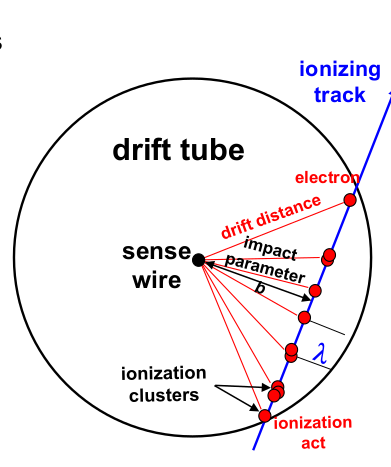 s
ionizing
track
drift tube
electron
drift distance
impact
parameter
b
sense
wire
λ
ionization
clusters
ionization
act